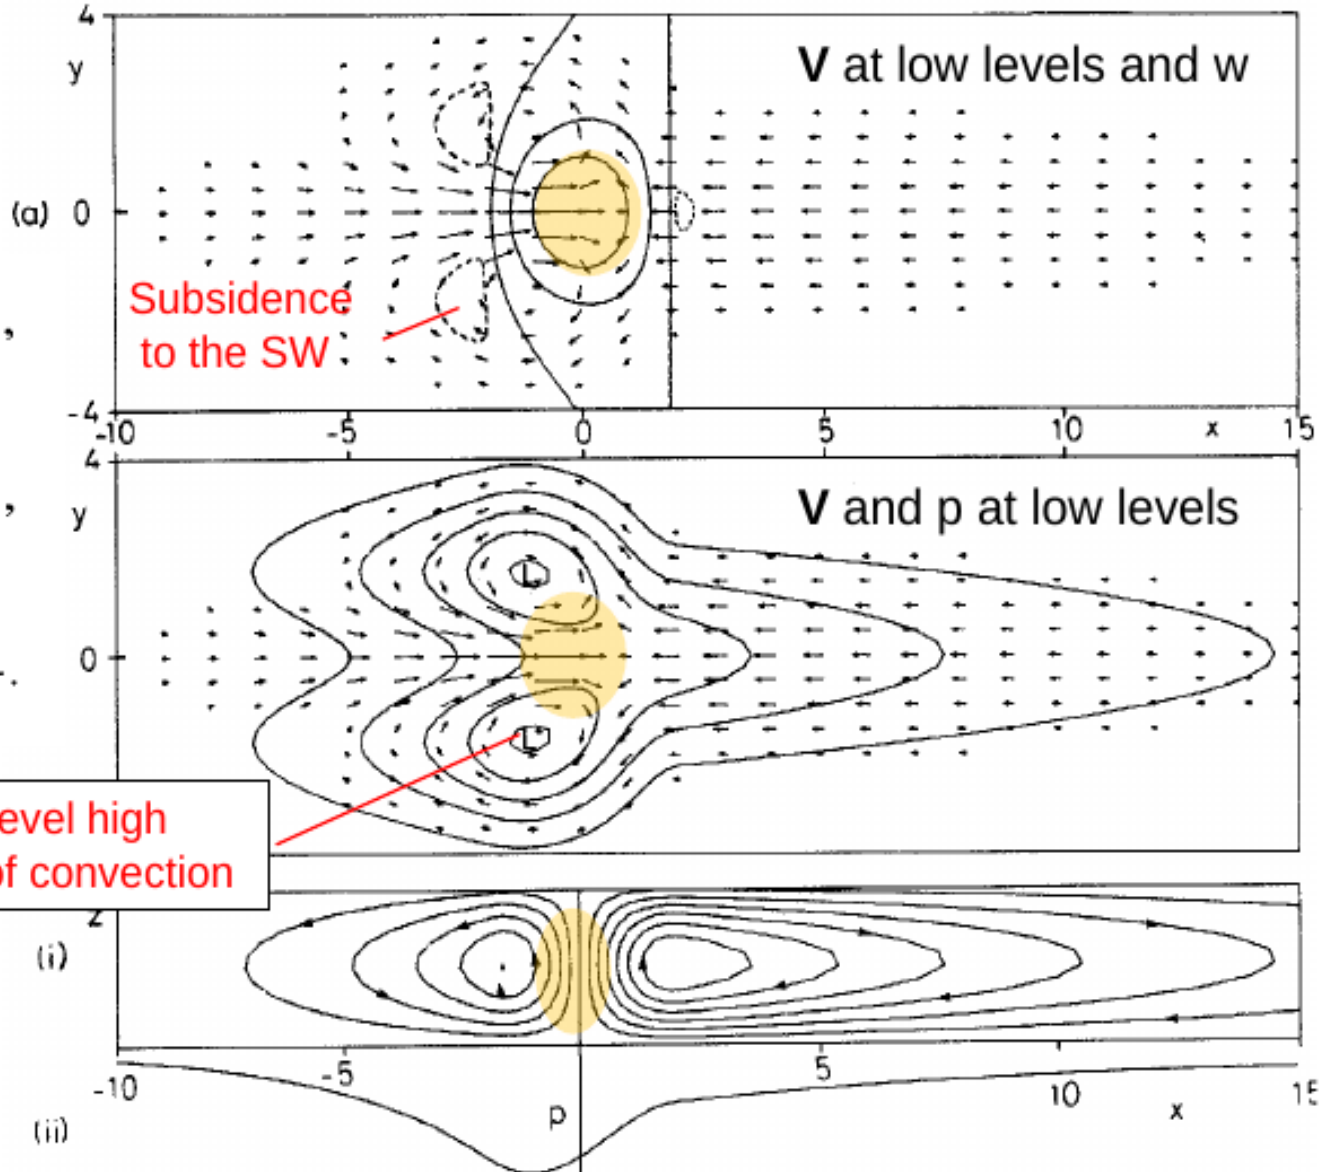 4
y
V at low levels and w
(a) 0
Subsidence
to the SW
,
-4
-10 -5 0 5 10 x 15
4
,
y
V and p at low levels
L
0
.
L
evel high
of convection
z
(i)
-10 -5 5 10 x 15
p
(ii)